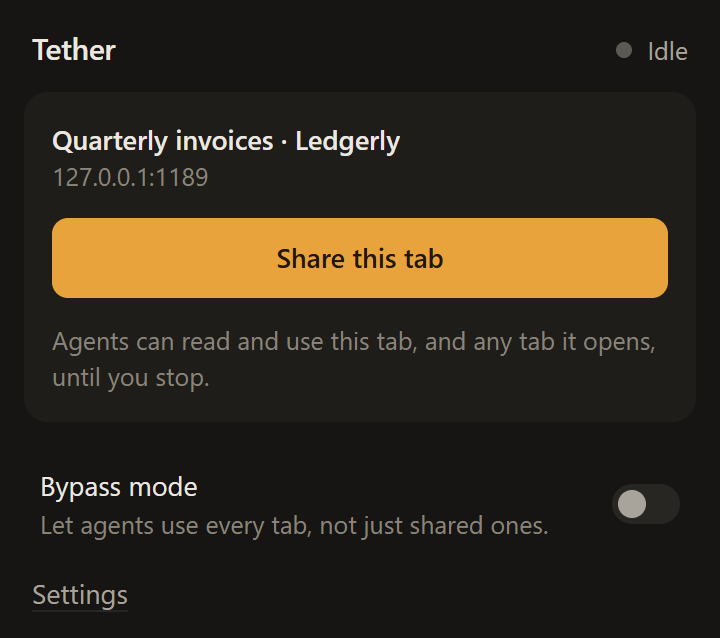 Tether
Idle
Quarterly invoices · Ledgerly
127.0.0.1:1189
Share this tab
Agents can read and use this tab, and any tab it opens,
until you stop.
Bypass mode
Let agents use every tab, not just shared ones.
Settings